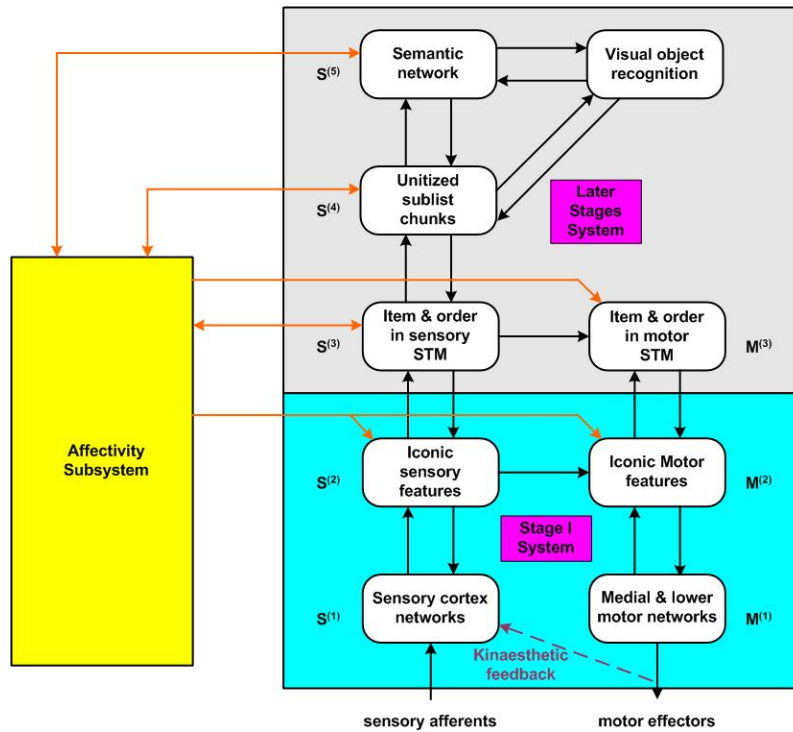 Semantic
network
Visual object
recognition
S(5)
Unitized
sublist
chunks
S(4)
Later
Stages
System
Item & order
in sensory
STM
Item & order
in motor
STM
S(3)
M(3)
Affectivity
Subsystem
Iconic
sensory
features
Iconic Motor
features
S(2)
M(2)
Stage I
System
Sensory cortex
networks
Medial & lower
motor networks
S(1)
M(1)
Kinaesthetic
feedback
sensory afferents
motor effectors